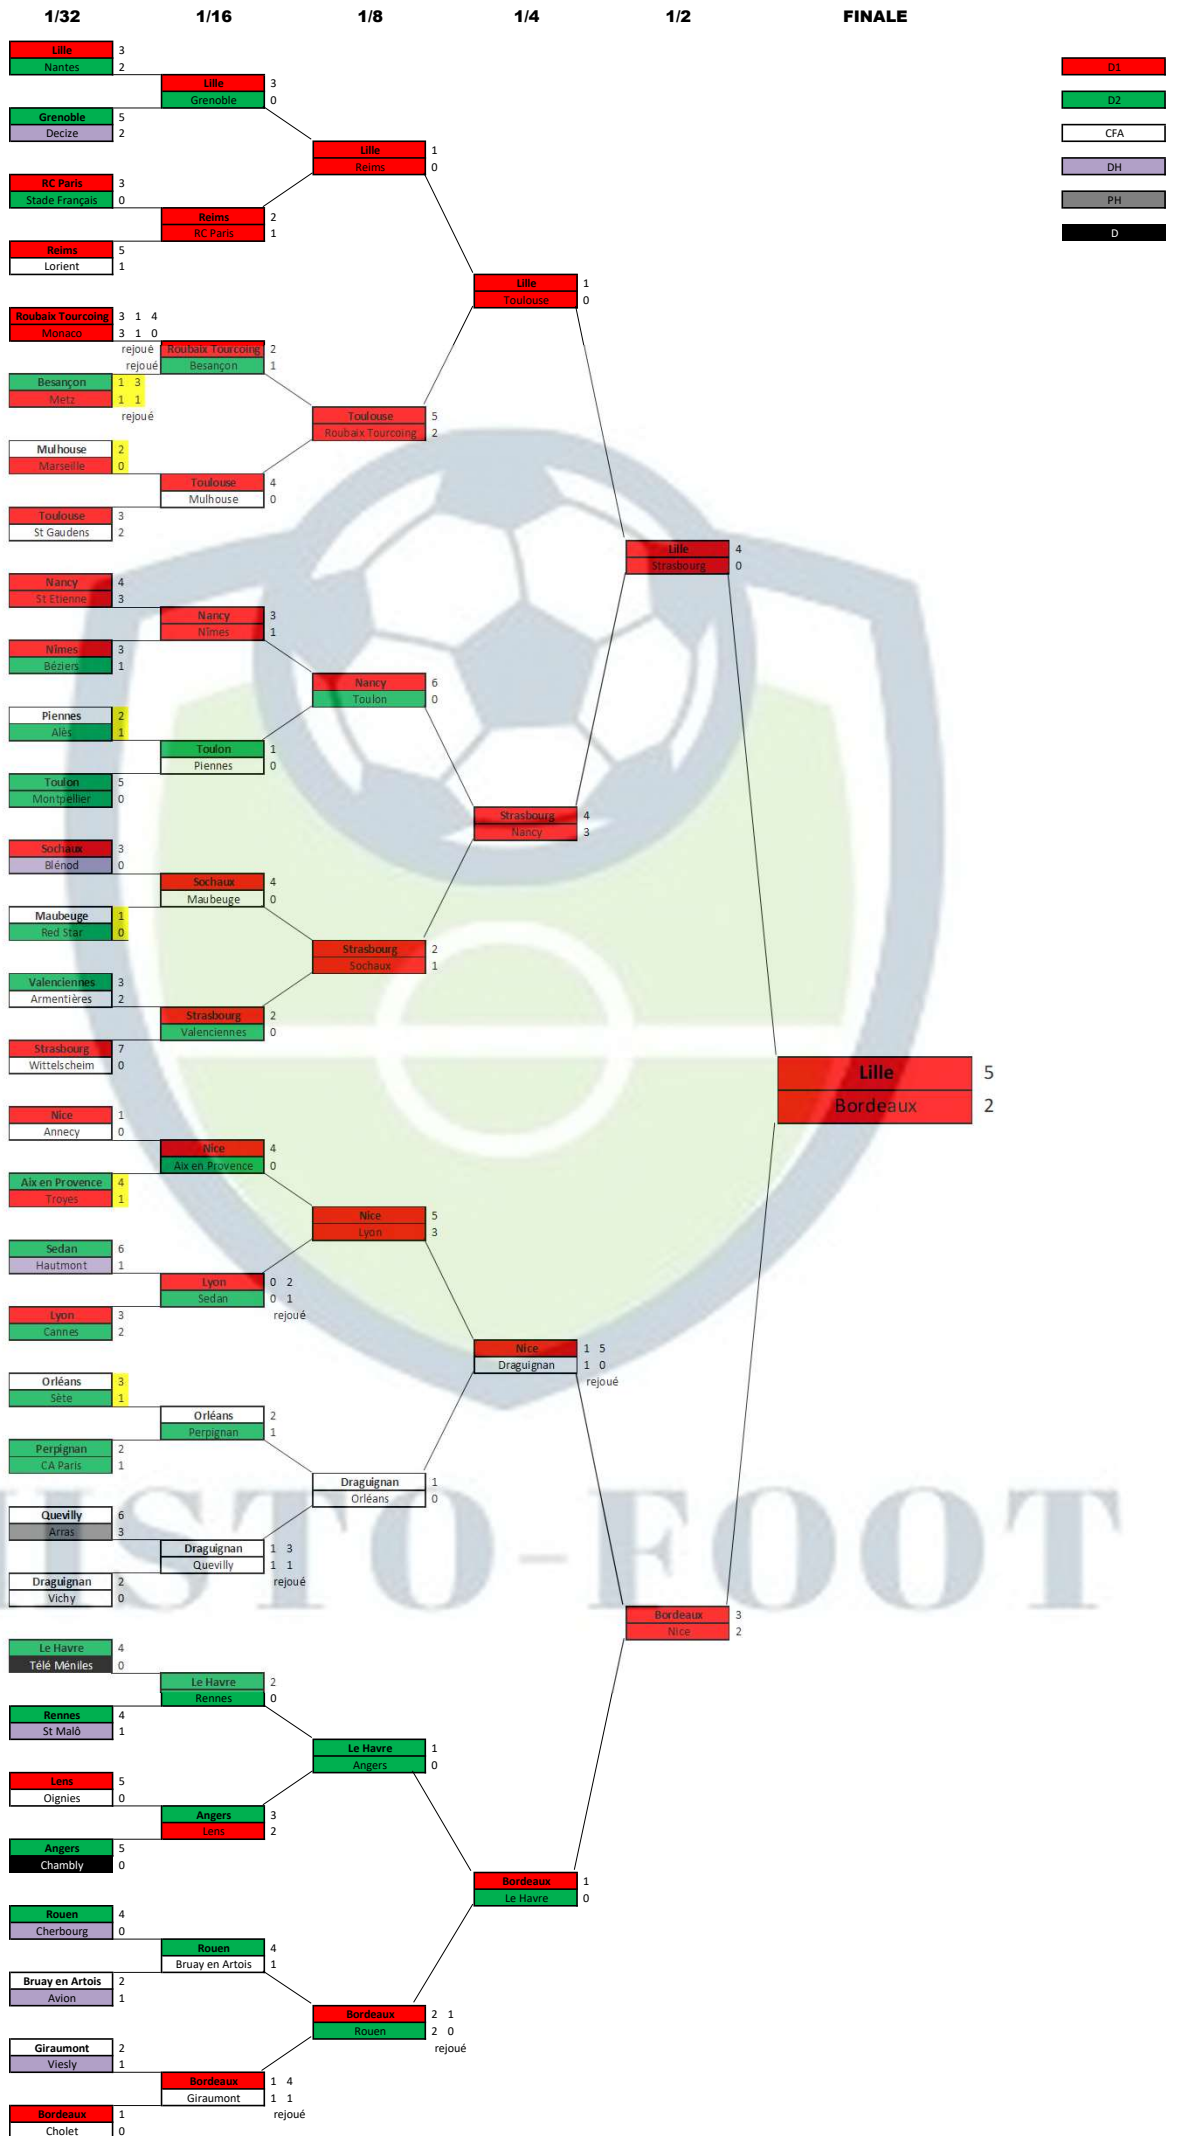 1/32 1/16 1/8 1/4 1/2 FINALE
Lille 3
Nantes 2
Grenoble 5
Decize 2
RC Paris 3
Stade Français 0
Reims 5
Lorient 1
Roubaix Tourcoing 3 1 4
Monaco 3 1 0
rejoué
rejoué
Besançon 1 3
Metz 1 1
rejoué
Mulhouse 2
Marseille 0
Toulouse 3
St Gaudens 2
Nancy 4
St Etienne 3
Nîmes 3
Béziers 1
Piennes 2
Alès 1
Toulon 5
Montpellier 0
Sochaux 3
Blénod 0
Maubeuge 1
Red Star 0
Valenciennes 3
Armentières 2
Strasbourg 7
Wittelscheim 0
Nice 1
Annecy 0
Aix en Provence 4
Troyes 1
Sedan 6
Hautmont 1
Lyon 3
Cannes 2
Orléans 3
Sète 1
Perpignan 2
CA Paris 1
Quevilly 6
Arras 3
Draguignan 2
Vichy 0
Le Havre 4
Télé Méniles 0
Rennes 4
St Malô 1
Lens 5
Oignies 0
Angers 5
Chambly 0
Rouen 4
Cherbourg 0
Bruay en Artois 2
Avion 1
Giraumont 2
Viesly 1
Bordeaux 1
Cholet 0
Lille 3
Grenoble 0
Reims 2
RC Paris 1
Roubaix Tourcoing 2
Besançon 1
Toulouse 4
Mulhouse 0
Nancy 3
Nîmes 1
Toulon 1
Piennes 0
Sochaux 4
Maubeuge 0
Strasbourg 2
Valenciennes 0
Nice 4
Aix en Provence 0
Lyon 0 2
Sedan 0 1
rejoué
Orléans 2
Perpignan 1
Draguignan 1 3
Quevilly 1 1
rejoué
Le Havre 2
Rennes 0
Angers 3
Lens 2
Rouen 4
Bruay en Artois 1
Bordeaux 1 4
Giraumont 1 1
rejoué
Lille 1
Reims 0
Toulouse 5
Roubaix Tourcoing 2
Nancy 6
Toulon 0
Strasbourg 2
Sochaux 1
Nice 5
Lyon 3
Draguignan 1
Orléans 0
Le Havre 1
Angers 0
Bordeaux 2 1
Rouen 2 0
rejoué
Lille 1
Toulouse 0
Strasbourg 4
Nancy 3
Nice 1 5
Draguignan 1 0
rejoué
Bordeaux 1
Le Havre 0
Lille 4
Strasbourg 0
Bordeaux 3
Nice 2
Lille 5
Bordeaux 2
D1
D2
CFA
DH
PH
D
HISTO-FOOT